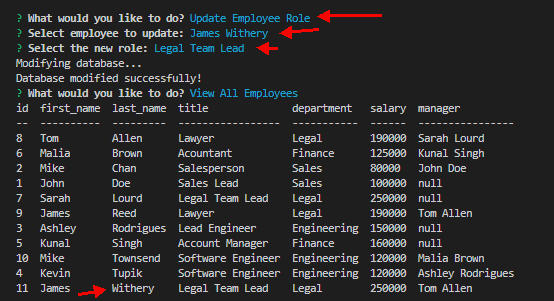 ? What would you like to do? Update Employee Role
? Select employee to update: James Withery
? Select the new role: Legal Team Lead
Modifying database...
Database modified successfully!
? What would you like to do? View All Employees
id  first_name  last_name  title              department   salary  manager
--  ----------  ---------  -----------------  -----------  ------  ----------------
8   Tom         Allen      Lawyer             Legal        190000  Sarah Lourd
6   Malia       Brown      Acountant          Finance      125000  Kunal Singh
2   Mike        Chan       Salesperson        Sales        80000   John Doe
1   John        Doe        Sales Lead         Sales        100000  null
7   Sarah       Lourd      Legal Team Lead    Legal        250000  null
9   James       Reed       Lawyer             Legal        190000  Tom Allen
3   Ashley      Rodrigues  Lead Engineer      Engineering  150000  null
5   Kunal       Singh      Account Manager    Finance      160000  null
10  Mike        Townsend   Software Engineer  Engineering  120000  Malia Brown
4   Kevin       Tupik      Software Engineer  Engineering  120000  Ashley Rodrigues
11  James       Withery    Legal Team Lead    Legal        250000  Tom Allen